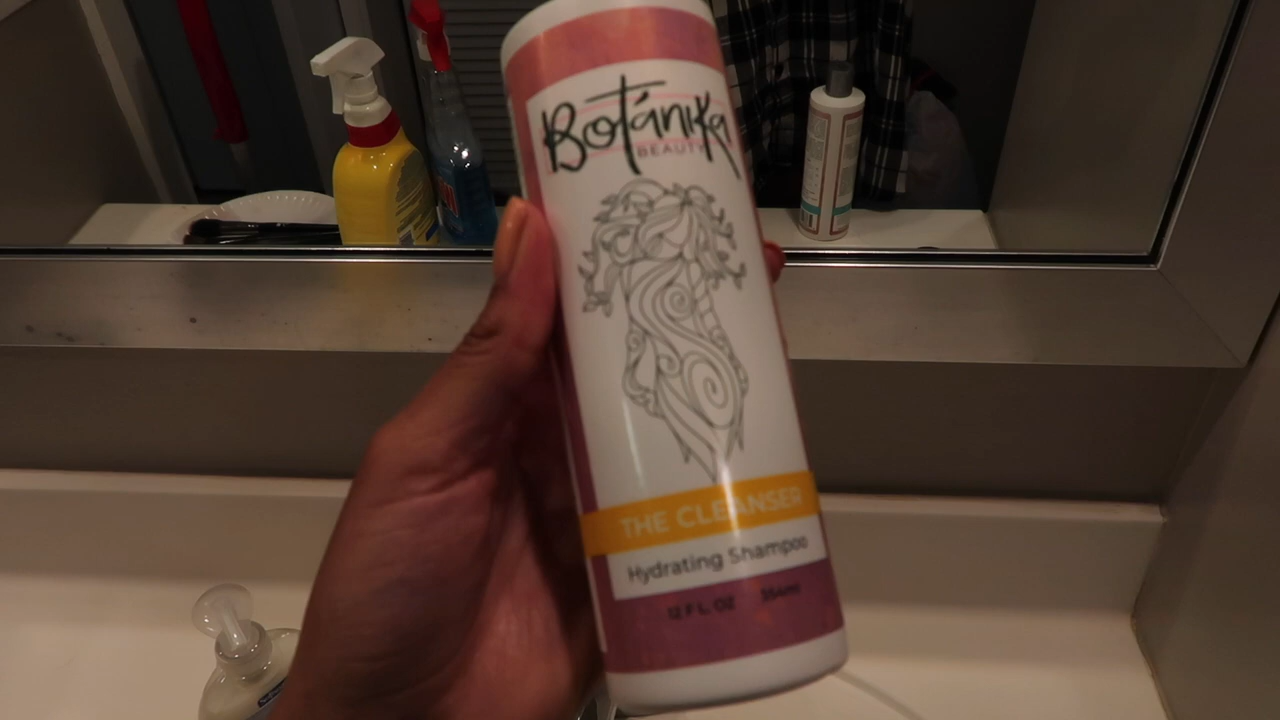 Botánika
BEAUTY
THE CLEANSER
Hydrating Shampoo
12 FL. OZ 354ml